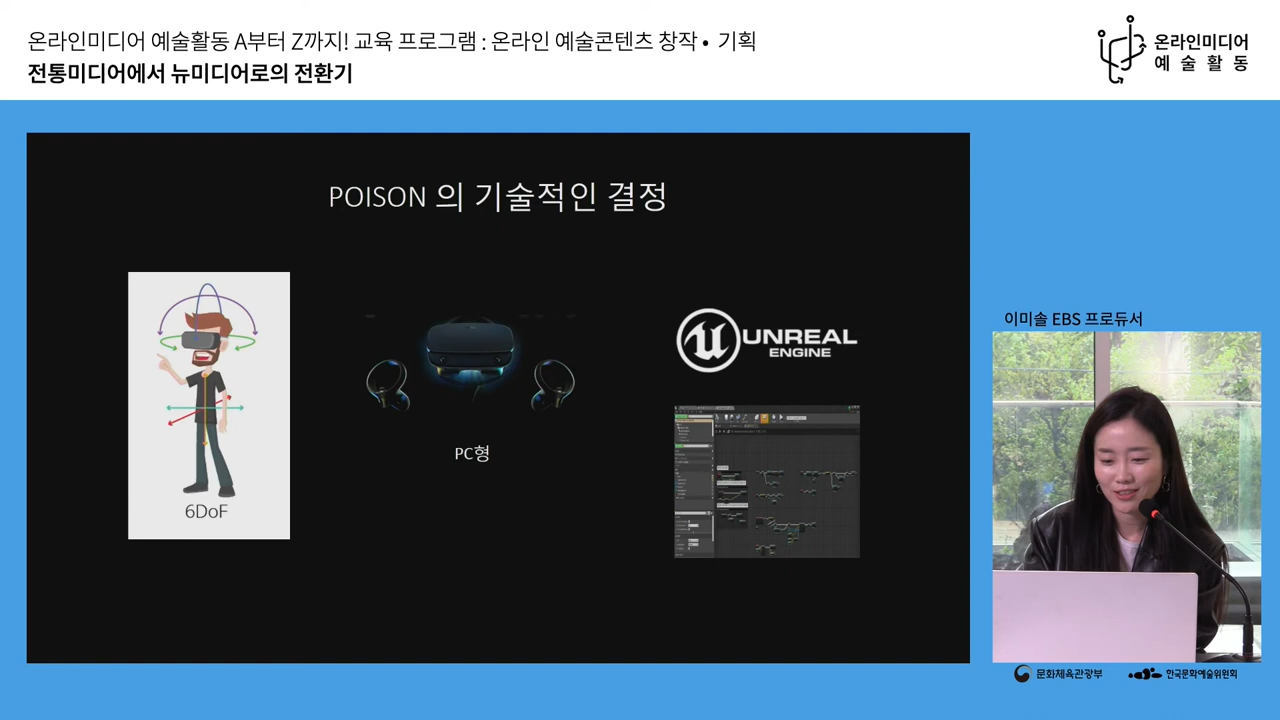 온라인미디어 예술활동 A부터 Z까지! 교육 프로그램 : 온라인 예술콘텐츠 창작 • 기획
전통미디어에서 뉴미디어로의 전환기
온라인미디어
예술활동
POISON 의 기술적인 결정
6DoF
PC형
UNREAL
ENGINE
이미솔 EBS 프로듀서
문화체육관광부
한국문화예술위원회